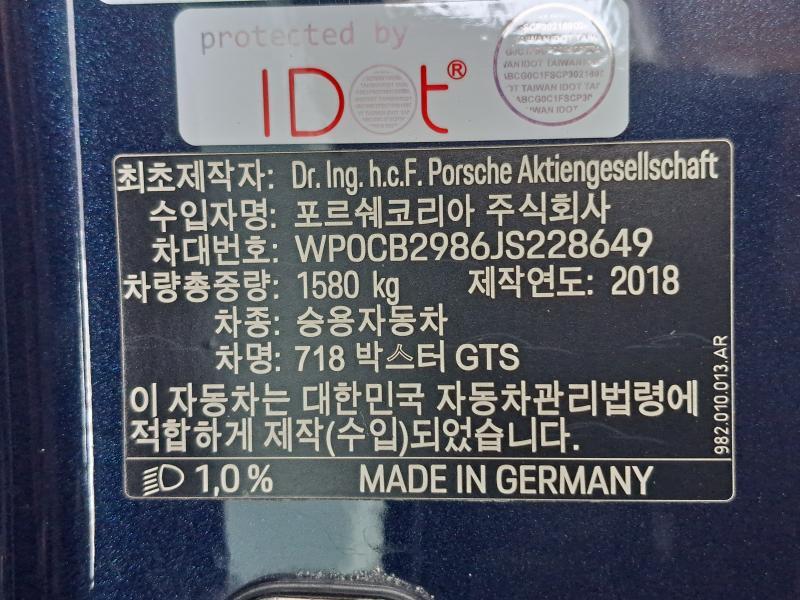 protected by
IDOT®
최초제작자: Dr. Ing. h.c.F. Porsche Aktiengesellschaft
수입자명: 포르쉐코리아 주식회사
차대번호: WP0CB2986JS228649
차량총중량: 1580 kg 제작연도: 2018
차종: 승용자동차
차명: 718 박스터 GTS
이 자동차는 대한민국 자동차관리법령에
적합하게 제작(수입)되었습니다.
1,0 % MADE IN GERMANY
982.010.013.AR